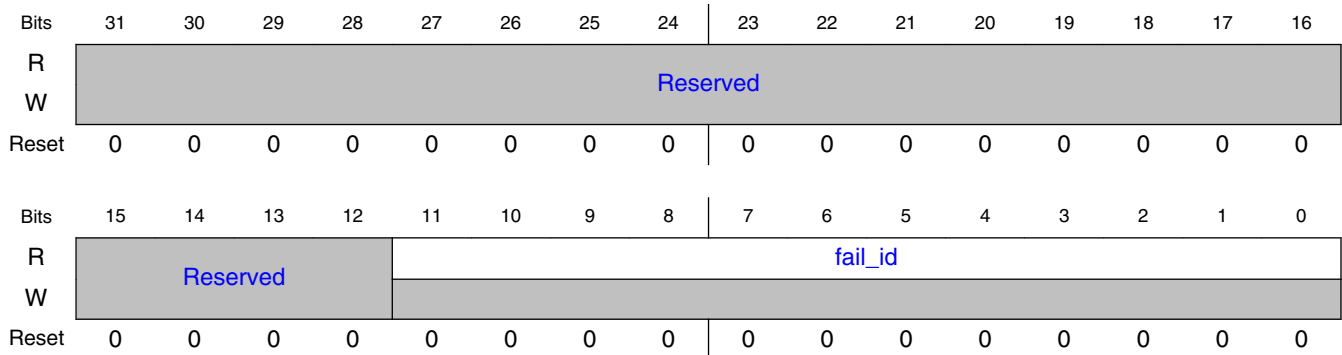 Bits 31 30 29 28 27 26 25 24 23 22 21 20 19 18 17 16
R
Reserved
W
Reset 0 0 0 0 0 0 0 0 0 0 0 0 0 0 0 0
Bits 15 14 13 12 11 10 9 8 7 6 5 4 3 2 1 0
R fail_id
Reserved
W
Reset 0 0 0 0 0 0 0 0 0 0 0 0 0 0 0 0